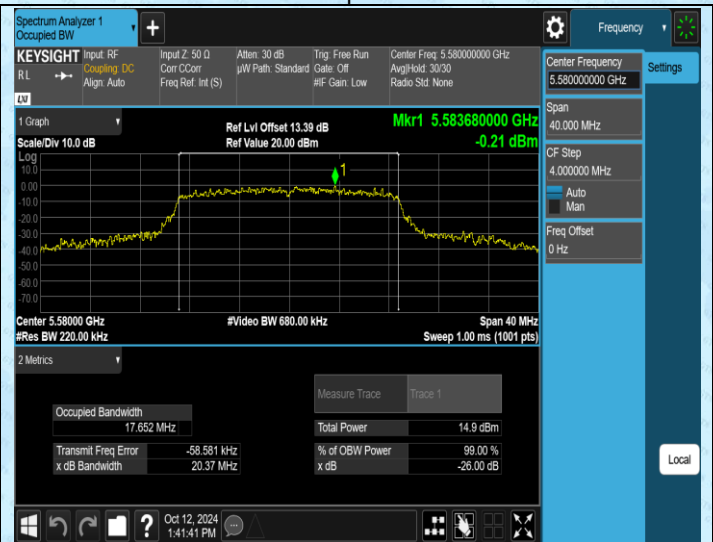 Spectrum Analyzer 1
Occupied BW
+
Frequency
KEYSIGHT
RL
Input: RF
Coupling: DC
Align: Auto
Input Z: 50 Ω
Corr CCorr
Freq Ref: Int (S)
Atten: 30 dB
µW Path: Standard
Trig: Free Run
Gate: Off
#IF Gain: Low
Center Freq: 5.580000000 GHz
Avg|Hold: 30/30
Radio Std: None
LXI
1 Graph
Scale/Div 10.0 dB
Ref Lvl Offset 13.39 dB
Ref Value 20.00 dBm
Mkr1 5.583680000 GHz
-0.21 dBm
Log
10.0
0.00
-10.0
-20.0
-30.0
-40.0
-50.0
-60.0
-70.0
1
Center 5.58000 GHz
#Res BW 220.00 kHz
#Video BW 680.00 kHz
Span 40 MHz
Sweep 1.00 ms (1001 pts)
2 Metrics
Measure Trace
Trace 1
Occupied Bandwidth
17.652 MHz
Total Power
14.9 dBm
Transmit Freq Error
-58.581 kHz
% of OBW Power
99.00 %
x dB Bandwidth
20.37 MHz
x dB
-26.00 dB
Center Frequency
5.580000000 GHz
Settings
Span
40.000 MHz
CF Step
4.000000 MHz
Auto
Man
Freq Offset
0 Hz
Local
?
Oct 12, 2024
1:41:41 PM